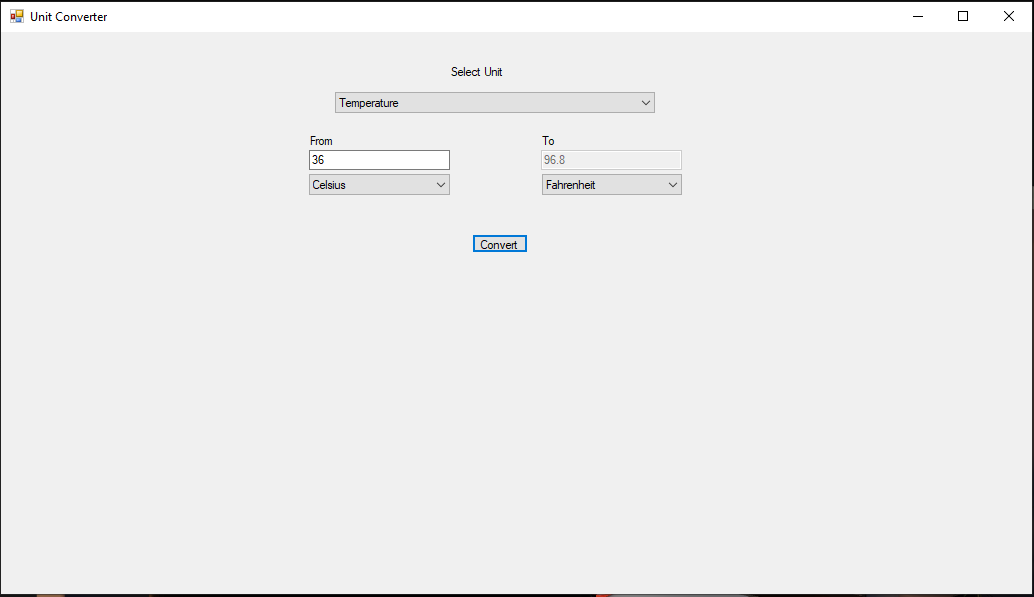 Unit Converter
Select Unit
Temperature
From To
36 96.8
Celsius Fahrenheit
Convert